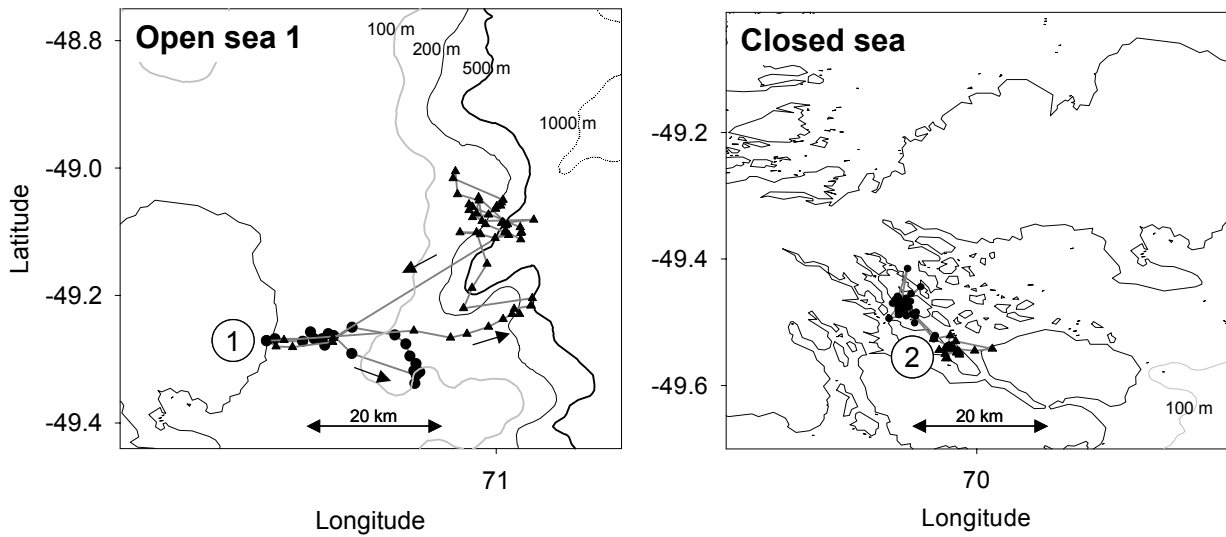 Open sea 1
100 m
200 m
500 m
1000 m
-48.8
-49.0
-49.2
-49.4
Latitude
1
20 km
71
Longitude
Closed sea
-49.2
-49.4
-49.6
2
20 km
100 m
70
Longitude